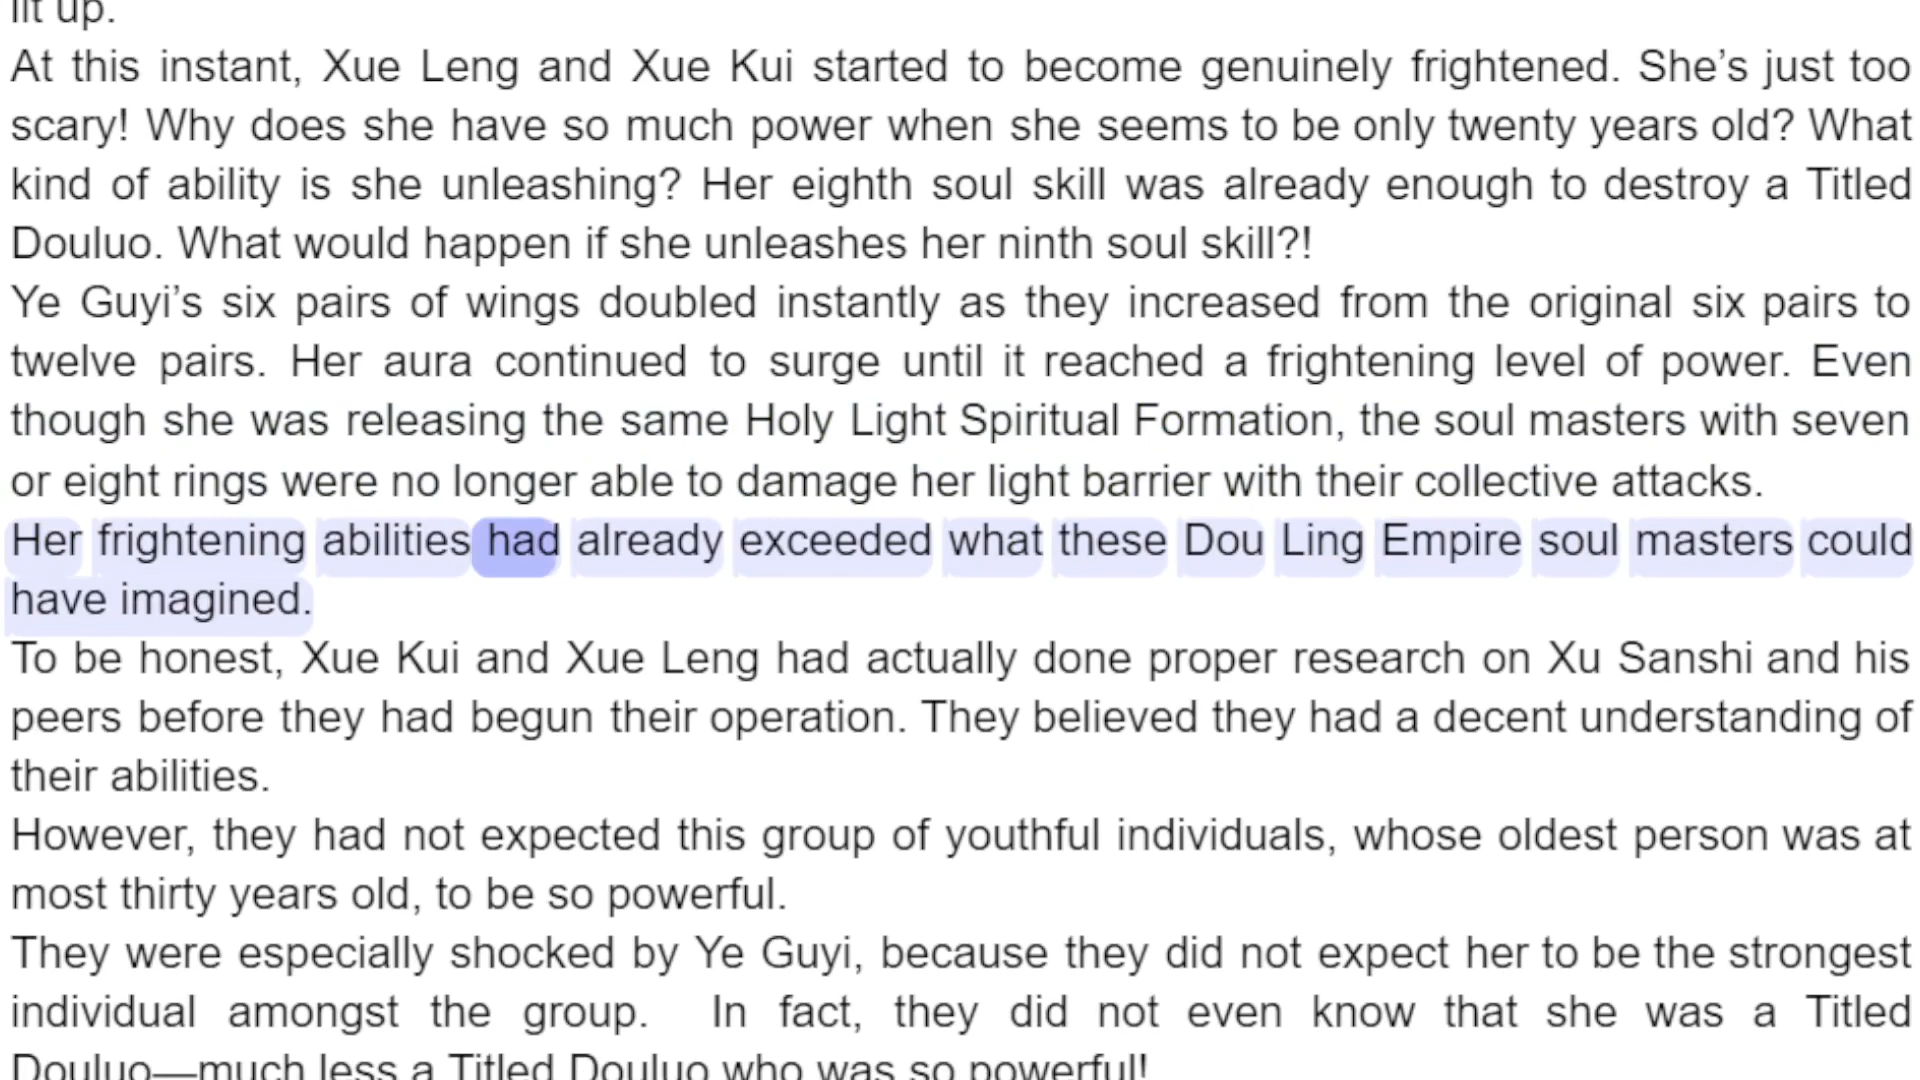 lit up.
At this instant, Xue Leng and Xue Kui started to become genuinely frightened. She’s just too
scary! Why does she have so much power when she seems to be only twenty years old? What
kind of ability is she unleashing? Her eighth soul skill was already enough to destroy a Titled
Douluo. What would happen if she unleashes her ninth soul skill?!
Ye Guyi’s six pairs of wings doubled instantly as they increased from the original six pairs to
twelve pairs. Her aura continued to surge until it reached a frightening level of power. Even
though she was releasing the same Holy Light Spiritual Formation, the soul masters with seven
or eight rings were no longer able to damage her light barrier with their collective attacks.
Her frightening abilities had already exceeded what these Dou Ling Empire soul masters could
have imagined.
To be honest, Xue Kui and Xue Leng had actually done proper research on Xu Sanshi and his
peers before they had begun their operation. They believed they had a decent understanding of
their abilities.
However, they had not expected this group of youthful individuals, whose oldest person was at
most thirty years old, to be so powerful.
They were especially shocked by Ye Guyi, because they did not expect her to be the strongest
individual amongst the group. In fact, they did not even know that she was a Titled
Douluo—much less a Titled Douluo who was so powerful!